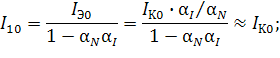 I₁₀ = I_Э0 / (1 − α_N α_I) = (I_К0 · α_I/α_N) / (1 − α_N α_I) ≈ I_К0;